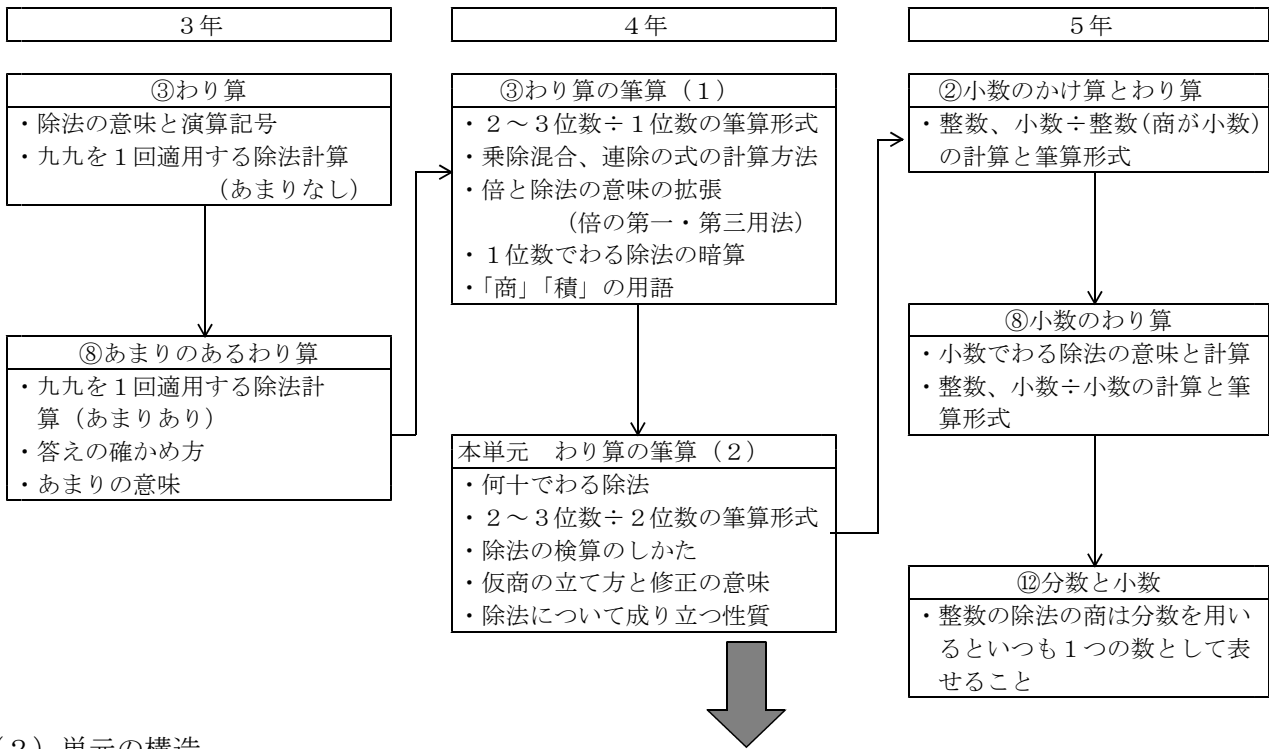 3年
③わり算
・除法の意味と演算記号
・九九を1回適用する除法計算
(あまりなし)
⑧あまりのあるわり算
・九九を1回適用する除法計
算(あまりあり)
・答えの確かめ方
・あまりの意味
4年
③わり算の筆算(1)
・2～3位数÷1位数の筆算形式
・乗除混合、連除の式の計算方法
・倍と除法の意味の拡張
(倍の第一・第三用法)
・1位数でわる除法の暗算
・「商」「積」の用語
本単元 わり算の筆算(2)
・何十でわる除法
・2～3位数÷2位数の筆算形式
・除法の検算のしかた
・仮商の立て方と修正の意味
・除法について成り立つ性質
5年
②小数のかけ算とわり算
・整数、小数÷整数(商が小数)
の計算と筆算形式
⑧小数のわり算
・小数でわる除法の意味と計算
・整数、小数÷小数の計算と筆
算形式
⑫分数と小数
・整数の除法の商は分数を用い
るといつも1つの数として表
せること
(2)単元の構造